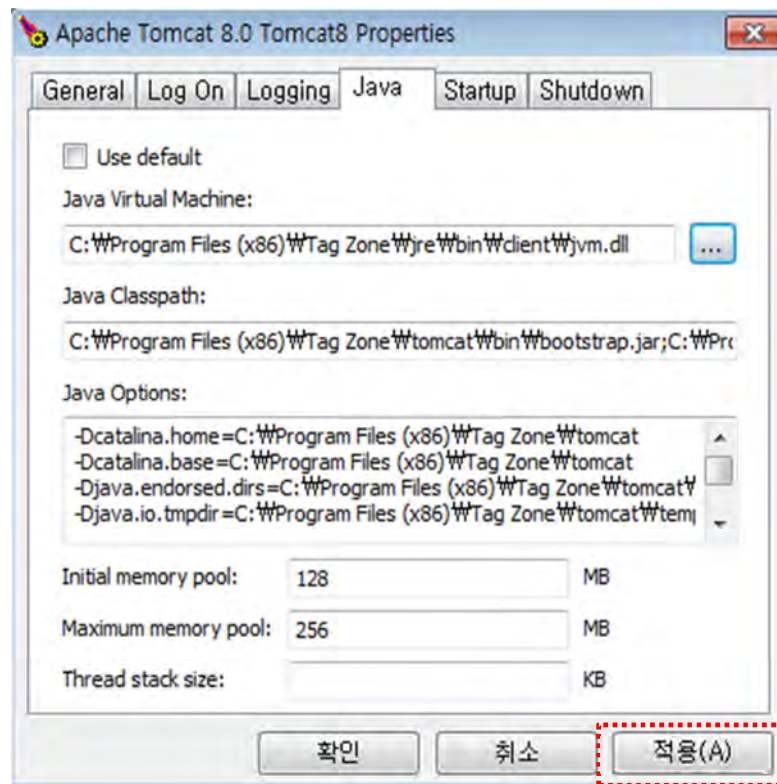 Apache Tomcat 8.0 Tomcat8 Properties
General Log On Logging Java Startup Shutdown
Use default
Java Virtual Machine:
C:₩Program Files (x86)₩Tag Zone₩jre₩bin₩client₩jvm.dll ...
Java Classpath:
C:₩Program Files (x86)₩Tag Zone₩tomcat₩bin₩bootstrap.jar;C:₩Pro
Java Options:
-Dcatalina.home=C:₩Program Files (x86)₩Tag Zone₩tomcat
-Dcatalina.base=C:₩Program Files (x86)₩Tag Zone₩tomcat
-Djava.endorsed.dirs=C:₩Program Files (x86)₩Tag Zone₩tomcat₩
-Djava.io.tmpdir=C:₩Program Files (x86)₩Tag Zone₩tomcat₩temp
Initial memory pool: 128 MB
Maximum memory pool: 256 MB
Thread stack size: KB
확인 취소 적용(A)